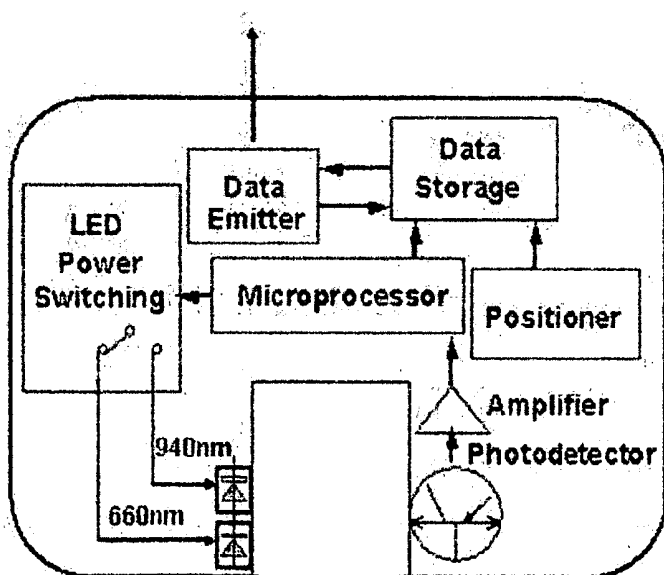 Data
Storage
Data
Emitter
LED
Power
Switching
Microprocessor
Positioner
Amplifier
Photodetector
940nm
660nm